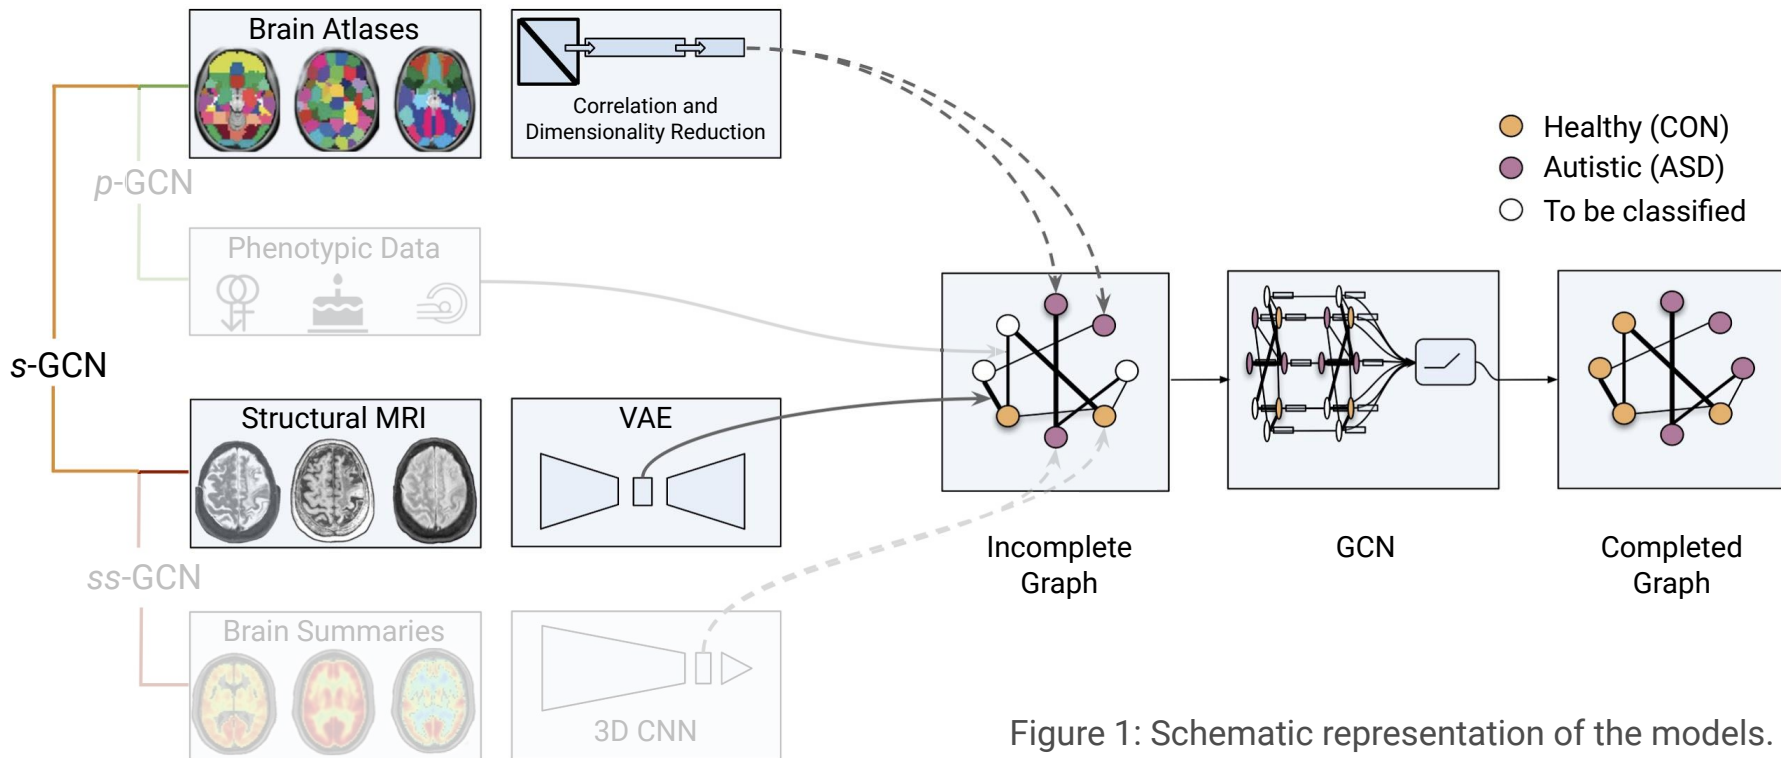 Brain Atlases
Correlation and
Dimensionality Reduction
Healthy (CON)
Autistic (ASD)
To be classified
p-GCN
Phenotypic Data
s-GCN
Structural MRI
VAE
Incomplete
Graph
GCN
Completed
Graph
ss-GCN
Brain Summaries
3D CNN
Figure 1: Schematic representation of the models.